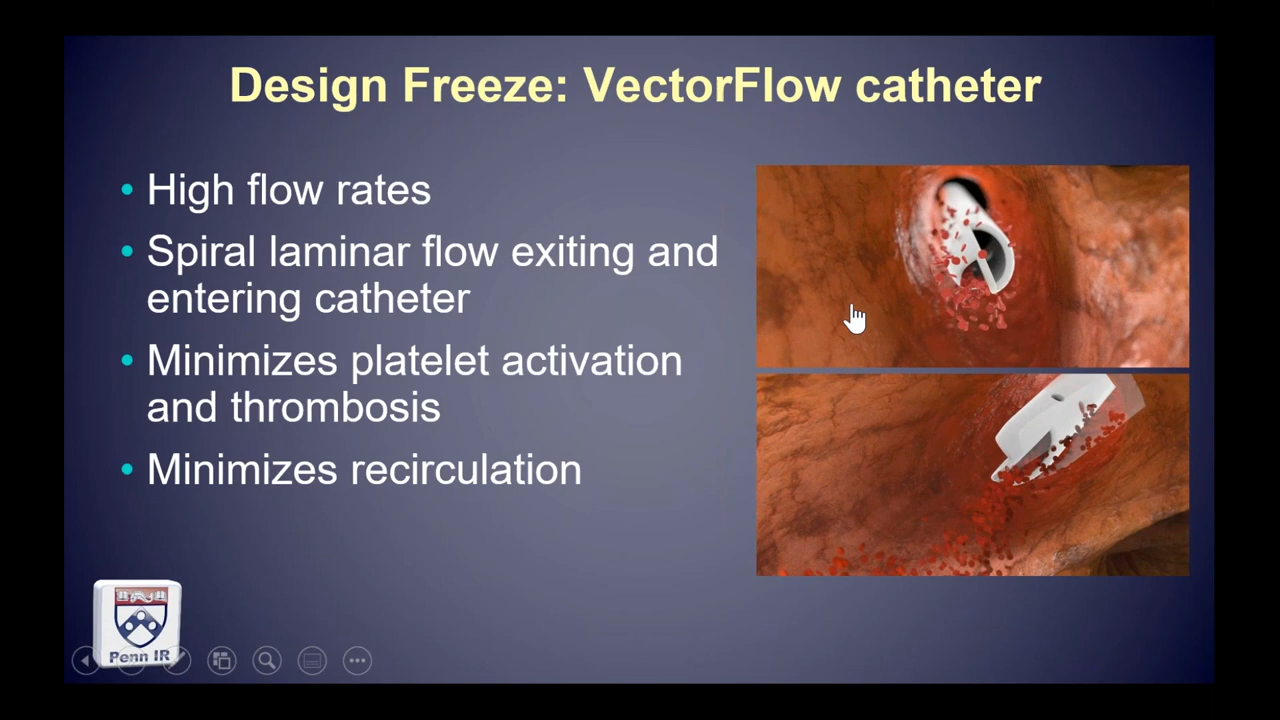 Design Freeze: VectorFlow catheter
• High flow rates
• Spiral laminar flow exiting and
entering catheter
• Minimizes platelet activation
and thrombosis
• Minimizes recirculation
Penn IR